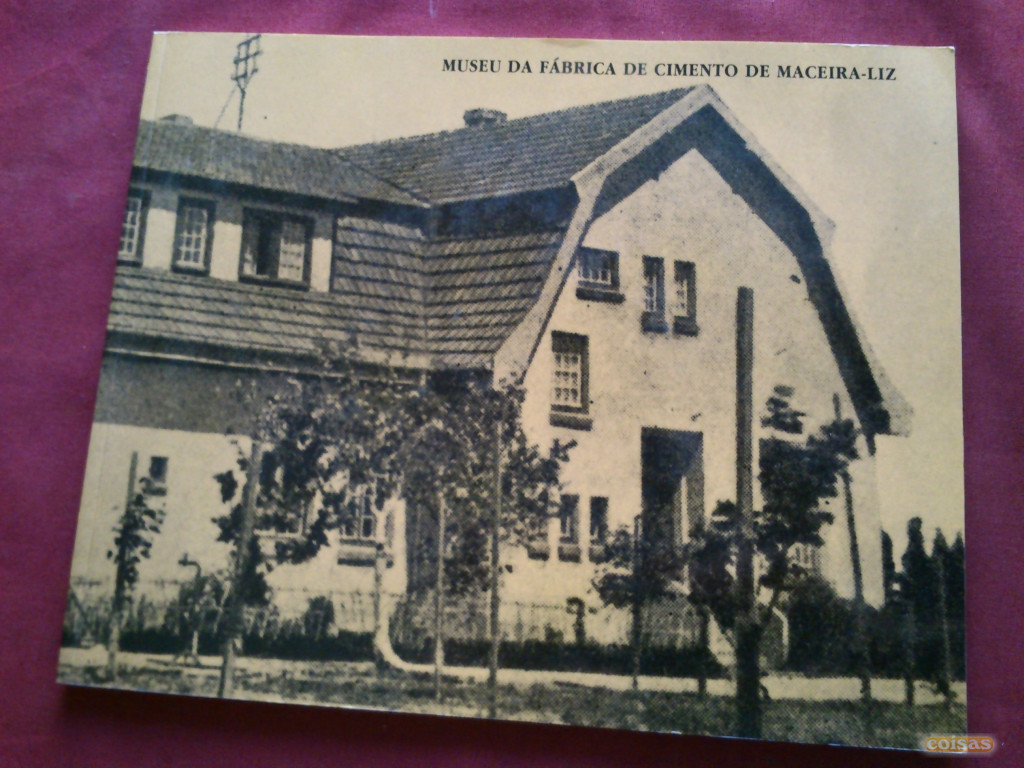 MUSEU DA FÁBRICA DE CIMENTO DE MACEIRA-LIZ
coisas